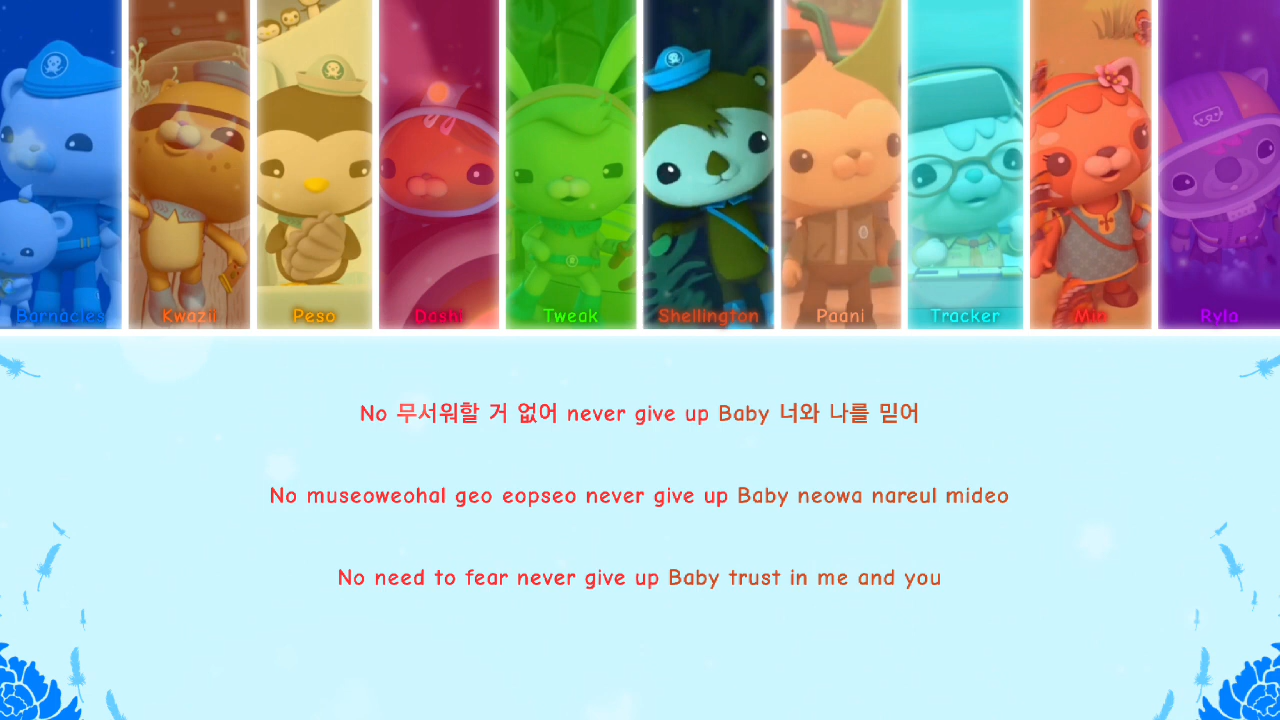 Barnacles Kwazii Peso Dashi Tweak Shellington Paani Tracker Min Ryla
No 무서워할 거 없어 never give up Baby 너와 나를 믿어
No museoweohal geo eopseo never give up Baby neowa nareul mideo
No need to fear never give up Baby trust in me and you